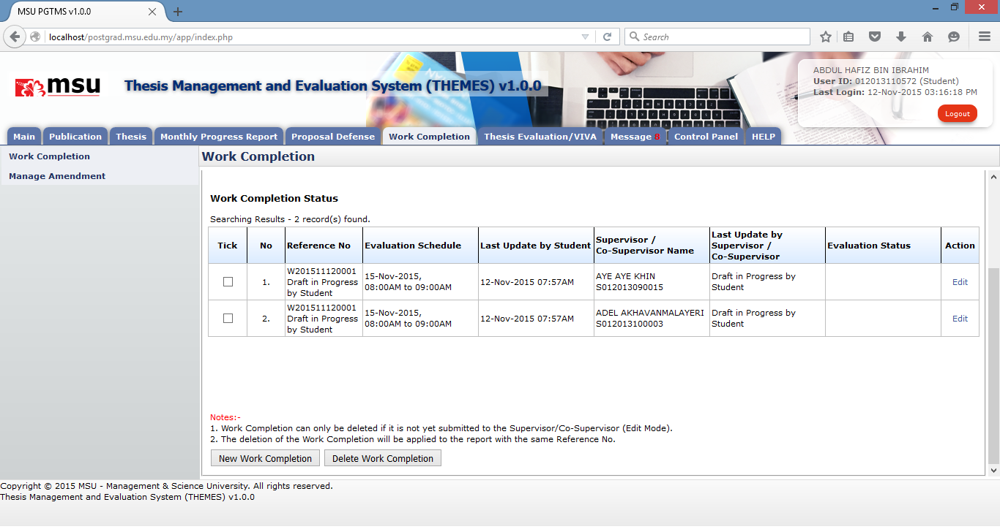 MSU PGTMS v1.0.0
localhost/postgrad.msu.edu.my/app/index.php
Search
msu
Thesis Management and Evaluation System (THEMES) v1.0.0
ABDUL HAFIZ BIN IBRAHIM
User ID: 012013110572 (Student)
Last Login: 12-Nov-2015 03:16:18 PM
Logout
Main Publication Thesis Monthly Progress Report Proposal Defense Work Completion Thesis Evaluation/VIVA Message 8 Control Panel HELP
Work Completion
Manage Amendment
Work Completion
Work Completion Status
Searching Results - 2 record(s) found.
Tick No Reference No Evaluation Schedule Last Update by Student Supervisor / Co-Supervisor Name Last Update by Supervisor / Co-Supervisor Evaluation Status Action
1. W201511120001 Draft in Progress by Student 15-Nov-2015, 08:00AM to 09:00AM 12-Nov-2015 07:57AM AYE AYE KHIN S012013090015 Draft in Progress by Student Edit
2. W201511120001 Draft in Progress by Student 15-Nov-2015, 08:00AM to 09:00AM 12-Nov-2015 07:57AM ADEL AKHAVANMALAYERI S012013100003 Draft in Progress by Student Edit
Notes:-
1. Work Completion can only be deleted if it is not yet submitted to the Supervisor/Co-Supervisor (Edit Mode).
2. The deletion of the Work Completion will be applied to the report with the same Reference No.
New Work Completion Delete Work Completion
Copyright © 2015 MSU - Management & Science University. All rights reserved.
Thesis Management and Evaluation System (THEMES) v1.0.0